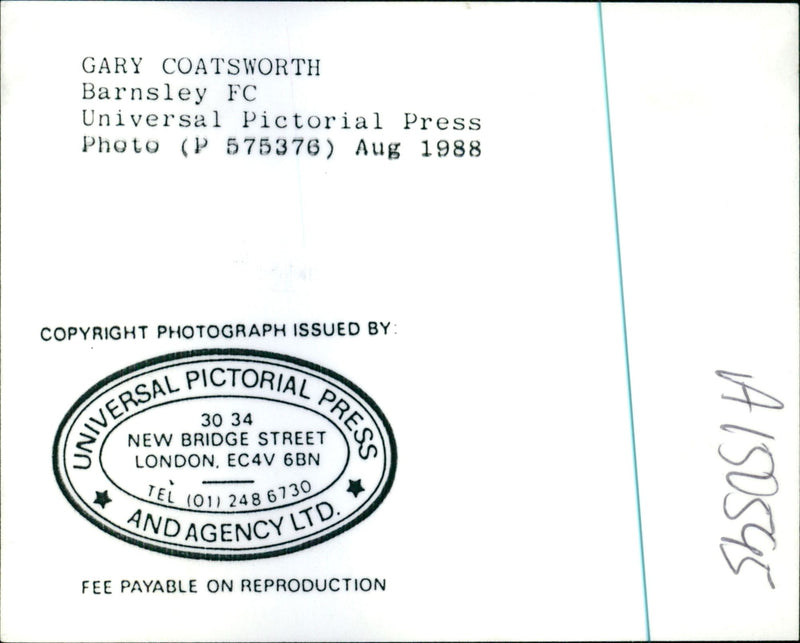 GARY COATSWORTH
Barnsley FC
Universal Pictorial Press
Photo (P 575376) Aug 1988
COPYRIGHT PHOTOGRAPH ISSUED BY:
UNIVERSAL PICTORIAL PRESS
30 34
NEW BRIDGE STREET
LONDON, EC4V 6BN
TEL (01) 248 6730
AND AGENCY LTD.
FEE PAYABLE ON REPRODUCTION